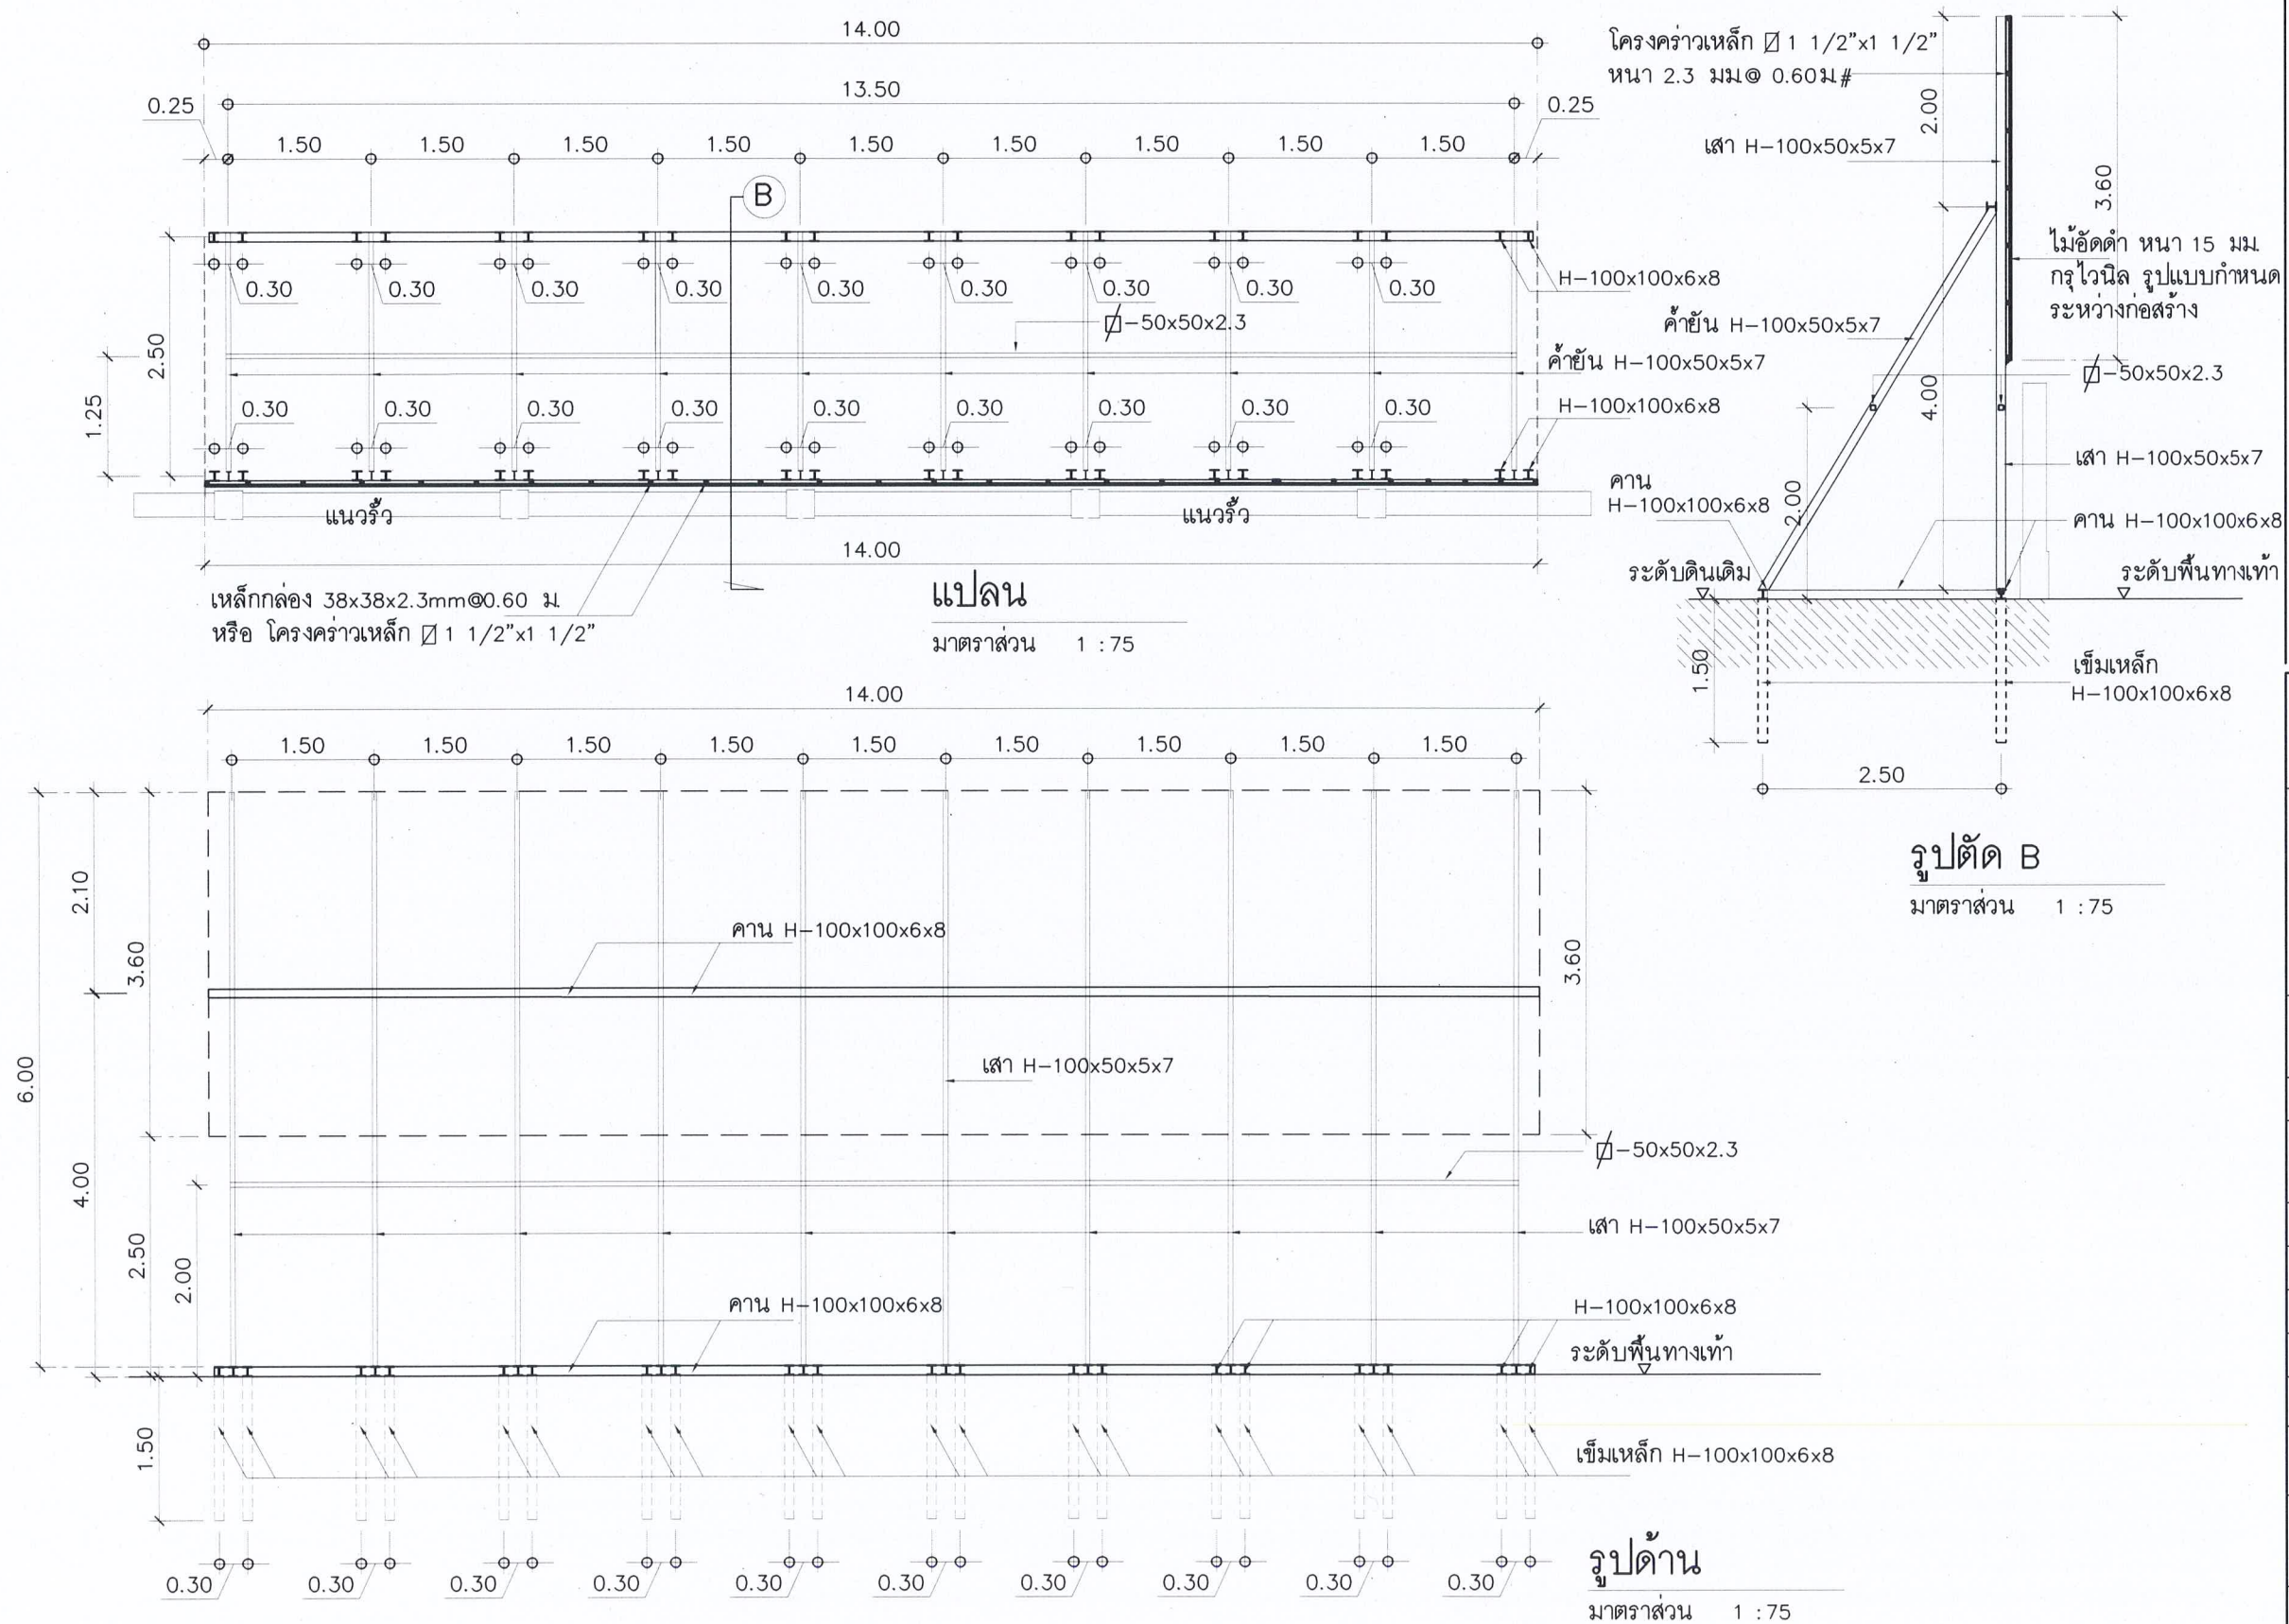 14.00
13.50
0.25
0.25
1.50 1.50 1.50 1.50 1.50 1.50 1.50 1.50 1.50
B
0.30 0.30 0.30 0.30 0.30 0.30 0.30 0.30 0.30
H-100x100x6x8
-50x50x2.3
2.50
1.25
ค้ำยัน H-100x50x5x7
0.30 0.30 0.30 0.30 0.30 0.30 0.30 0.30 0.30
H-100x100x6x8
แนวรั้ว
แนวรั้ว
14.00
เหล็กกล่อง 38x38x2.3mm@0.60 ม.
หรือ โครงคร่าวเหล็ก 1 1/2"x1 1/2"
แปลน
มาตราส่วน 1 : 75
โครงคร่าวเหล็ก 1 1/2"x1 1/2"
หนา 2.3 มม.@ 0.60ม.#
2.00
เสา H-100x50x5x7
3.60
ไม้อัดดำ หนา 15 มม.
กรุไวนิล รูปแบบกำหนด
ระหว่างก่อสร้าง
ค้ำยัน H-100x50x5x7
-50x50x2.3
4.00
เสา H-100x50x5x7
คาน
H-100x100x6x8
2.00
คาน H-100x100x6x8
ระดับดินเดิม
ระดับพื้นทางเท้า
1.50
เข็มเหล็ก
H-100x100x6x8
2.50
รูปตัด B
มาตราส่วน 1 : 75
14.00
1.50 1.50 1.50 1.50 1.50 1.50 1.50 1.50 1.50
2.10
คาน H-100x100x6x8
3.60
3.60
6.00
เสา H-100x50x5x7
-50x50x2.3
4.00
2.50
2.00
เสา H-100x50x5x7
คาน H-100x100x6x8
H-100x100x6x8
ระดับพื้นทางเท้า
1.50
เข็มเหล็ก H-100x100x6x8
0.30 0.30 0.30 0.30 0.30 0.30 0.30 0.30 0.30 0.30
รูปด้าน
มาตราส่วน 1 : 75